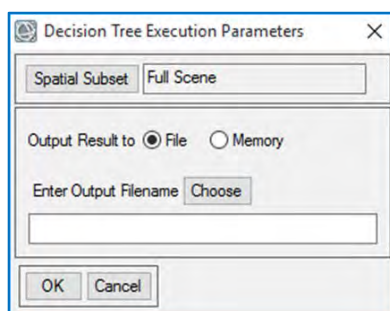 Decision Tree Execution Parameters
Spatial Subset Full Scene
Output Result to File Memory
Enter Output Filename Choose
OK Cancel